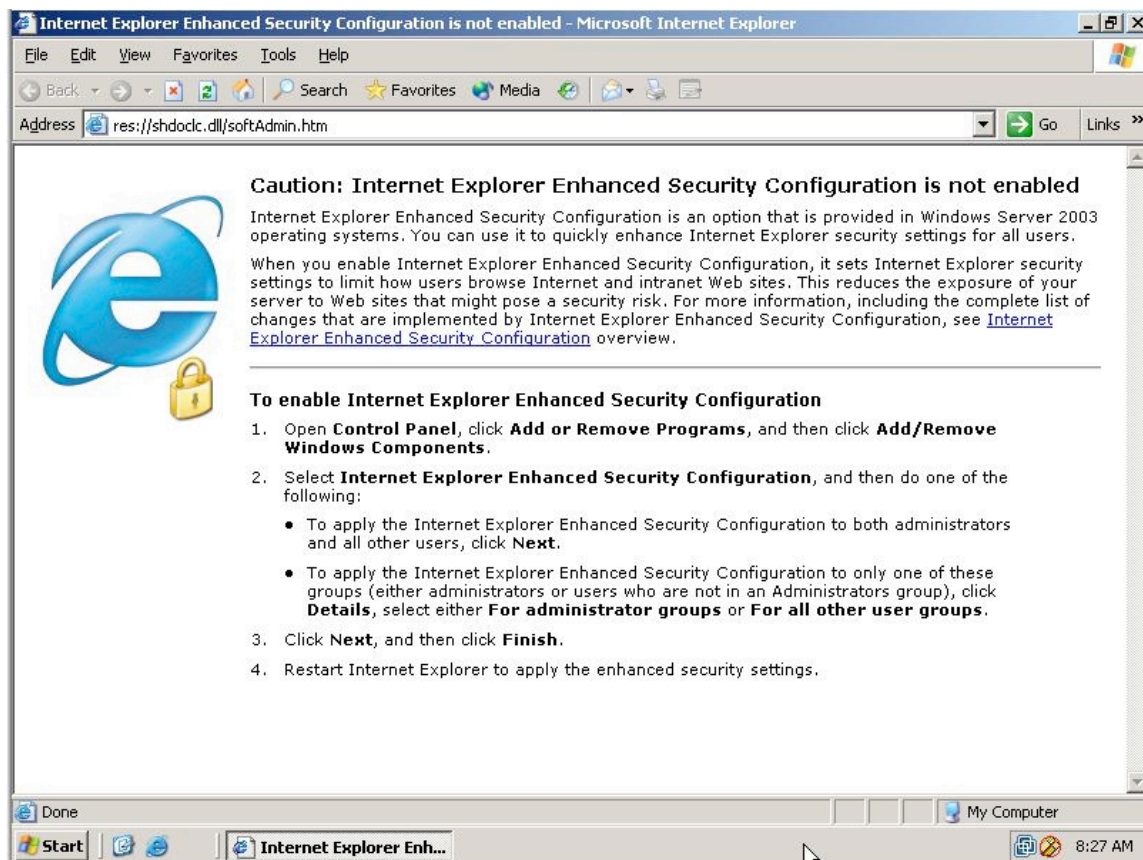 Internet Explorer Enhanced Security Configuration is not enabled - Microsoft Internet Explorer
File Edit View Favorites Tools Help
Back Search Favorites Media
Address res://shdoclc.dll/softAdmin.htm Go Links »
Caution: Internet Explorer Enhanced Security Configuration is not enabled
Internet Explorer Enhanced Security Configuration is an option that is provided in Windows Server 2003
operating systems. You can use it to quickly enhance Internet Explorer security settings for all users.
When you enable Internet Explorer Enhanced Security Configuration, it sets Internet Explorer security
settings to limit how users browse Internet and intranet Web sites. This reduces the exposure of your
server to Web sites that might pose a security risk. For more information, including the complete list of
changes that are implemented by Internet Explorer Enhanced Security Configuration, see Internet
Explorer Enhanced Security Configuration overview.
To enable Internet Explorer Enhanced Security Configuration
1. Open Control Panel, click Add or Remove Programs, and then click Add/Remove
Windows Components.
2. Select Internet Explorer Enhanced Security Configuration, and then do one of the
following:
• To apply the Internet Explorer Enhanced Security Configuration to both administrators
and all other users, click Next.
• To apply the Internet Explorer Enhanced Security Configuration to only one of these
groups (either administrators or users who are not in an Administrators group), click
Details, select either For administrator groups or For all other user groups.
3. Click Next, and then click Finish.
4. Restart Internet Explorer to apply the enhanced security settings.
Done My Computer
Start Internet Explorer Enh... 8:27 AM